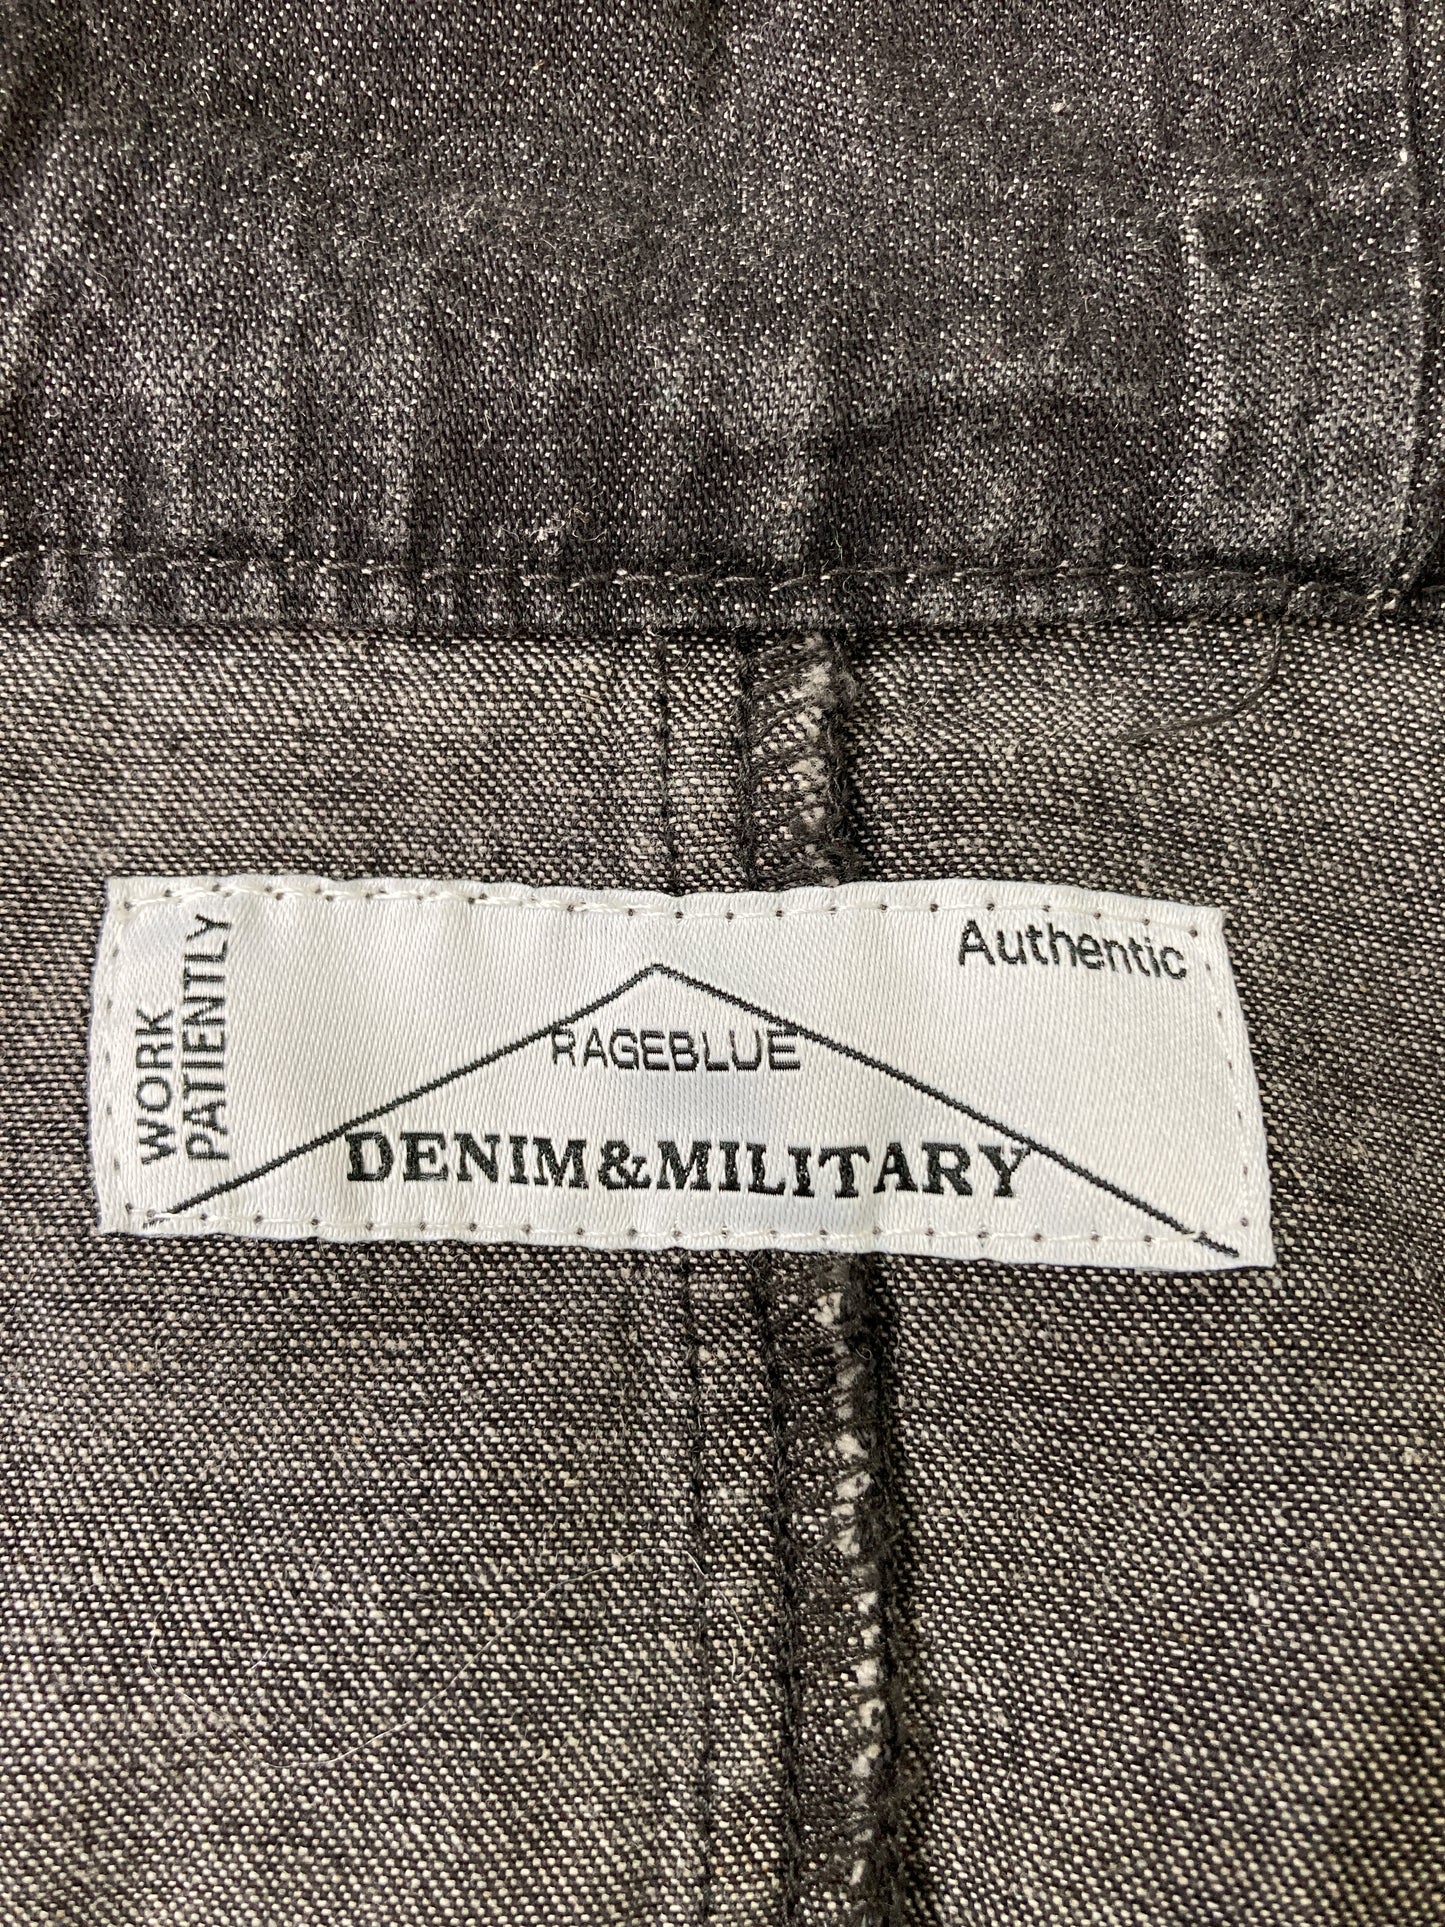 WORK
PATIENTLY
Authentic
RAGEBLUE
DENIM&MILITARY